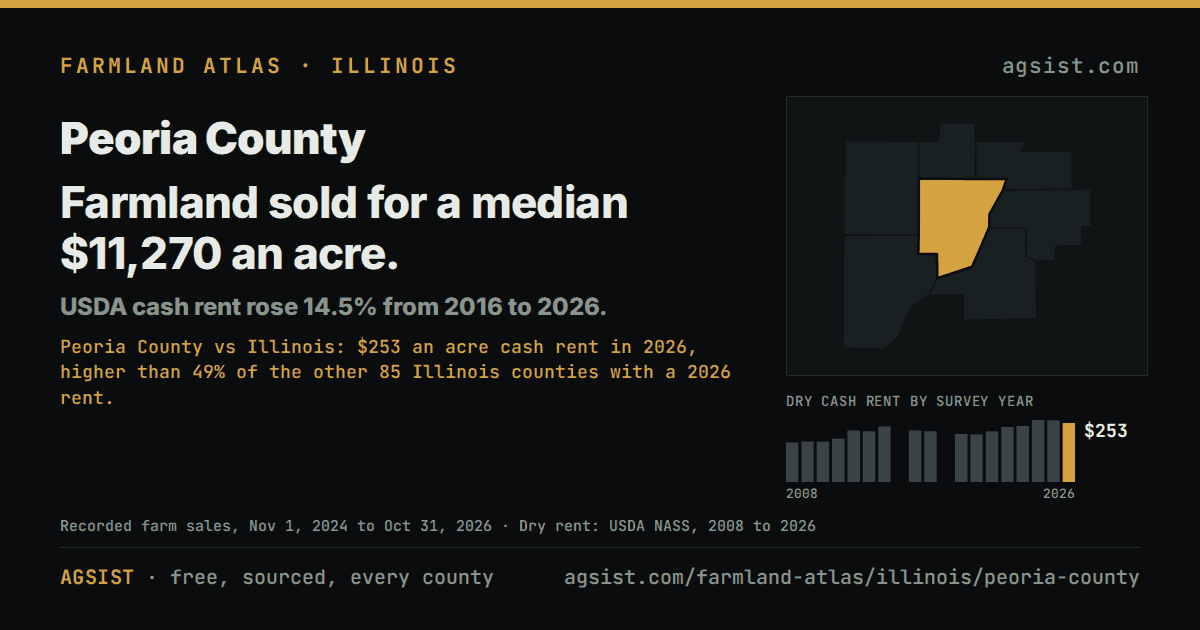 FARMLAND ATLAS · ILLINOIS
agsist.com
Peoria County
Farmland sold for a median
$11,270 an acre.
USDA cash rent rose 14.5% from 2016 to 2026.
Peoria County vs Illinois: $253 an acre cash rent in 2026,
higher than 49% of the other 85 Illinois counties with a 2026
rent.
DRY CASH RENT BY SURVEY YEAR
$253
2008
2026
Recorded farm sales, Nov 1, 2024 to Oct 31, 2026 · Dry rent: USDA NASS, 2008 to 2026
AGSIST · free, sourced, every county
agsist.com/farmland-atlas/illinois/peoria-county